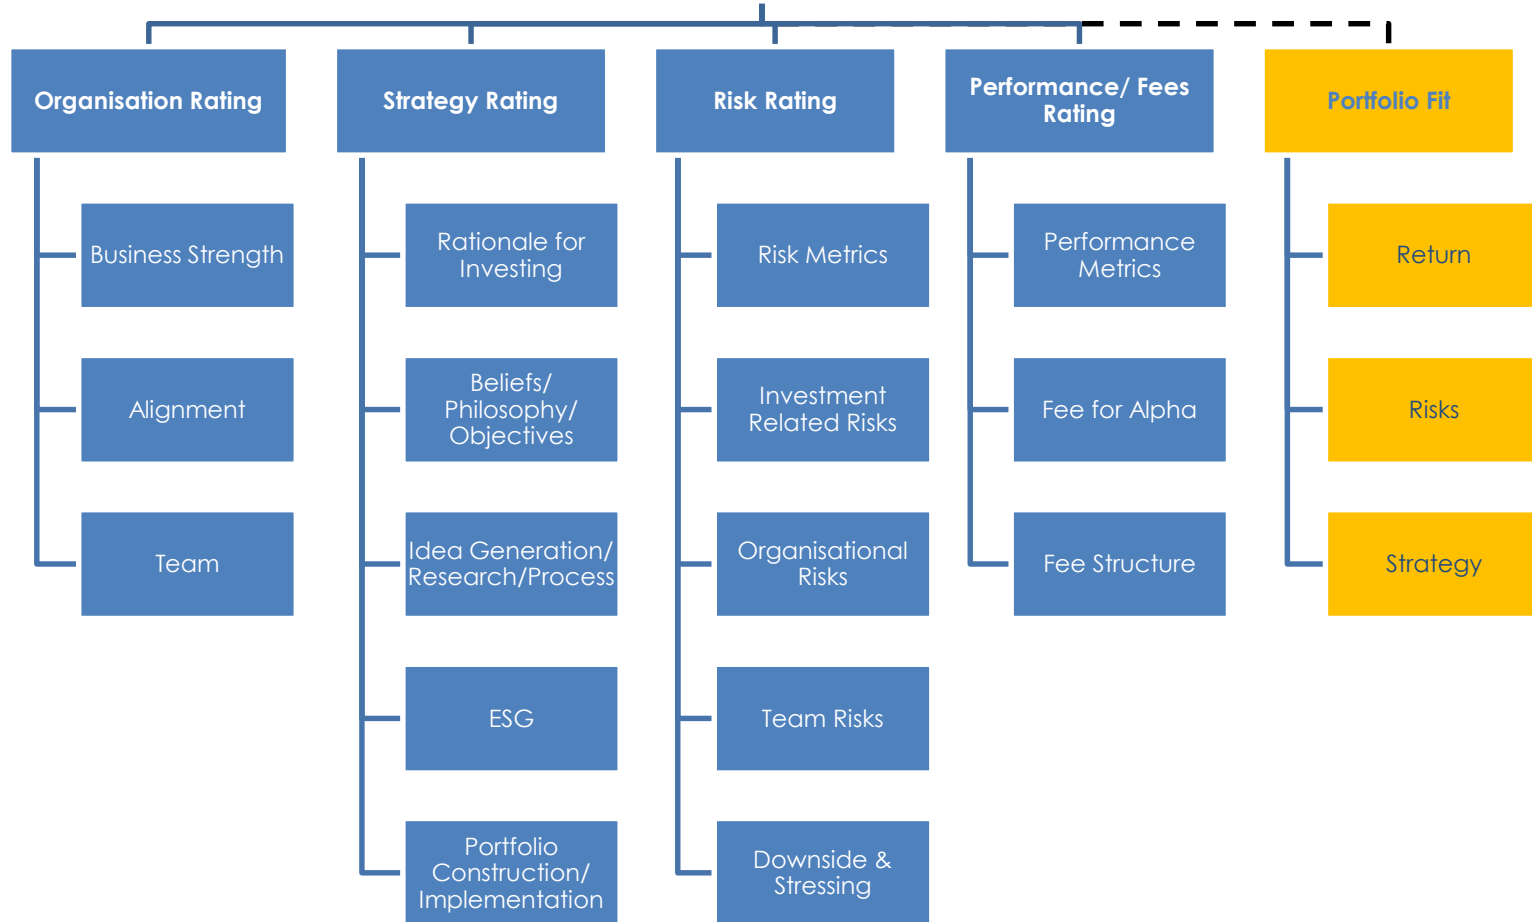 Organisation Rating
Business Strength
Alignment
Team
Strategy Rating
Rationale for
Investing
Beliefs/
Philosophy/
Objectives
Idea Generation/
Research/Process
ESG
Portfolio
Construction/
Implementation
Risk Rating
Risk Metrics
Investment
Related Risks
Organisational
Risks
Team Risks
Downside &
Stressing
Performance/ Fees
Rating
Performance
Metrics
Fee for Alpha
Fee Structure
Portfolio Fit
Return
Risks
Strategy